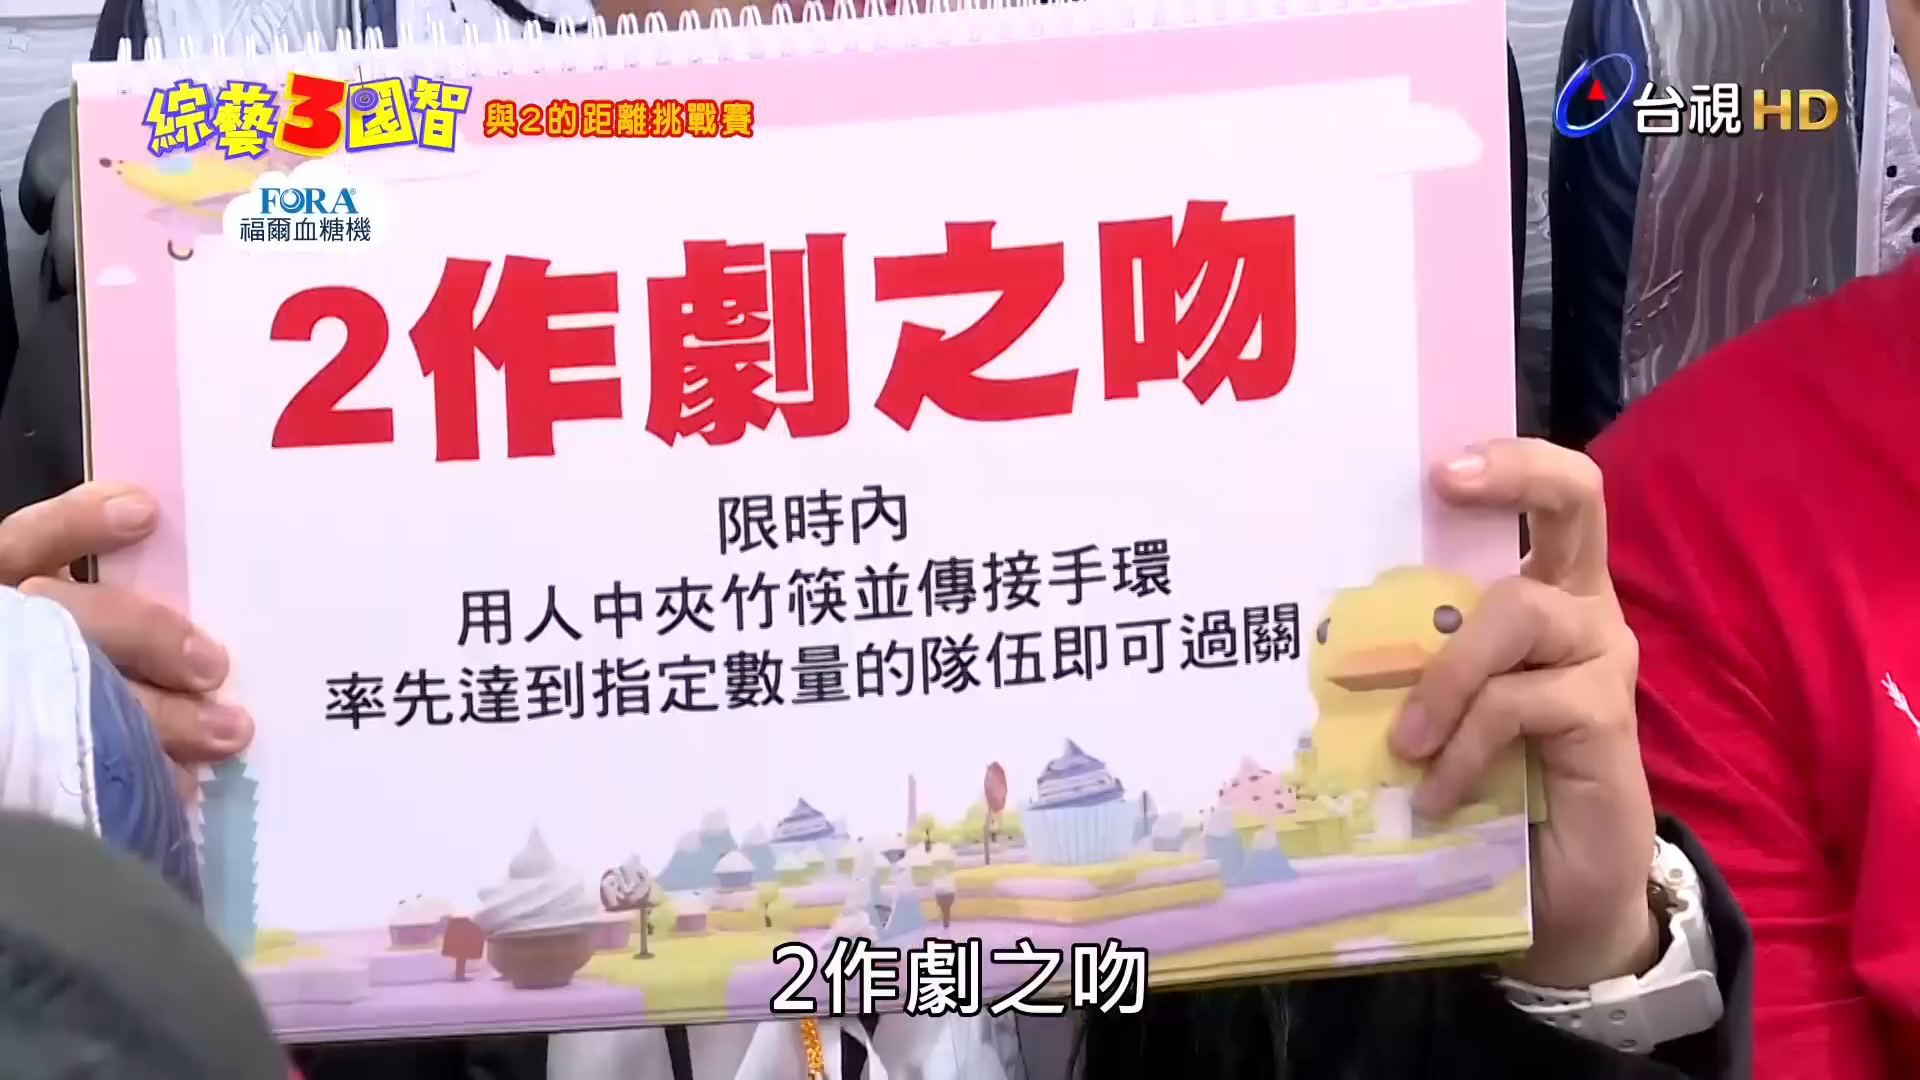 綜藝3國智 與2的距離挑戰賽
台視HD
FORA
福爾血糖機
2作劇之吻
限時內
用人中夾竹筷並傳接手環
率先達到指定數量的隊伍即可過關
RUN
2作劇之吻